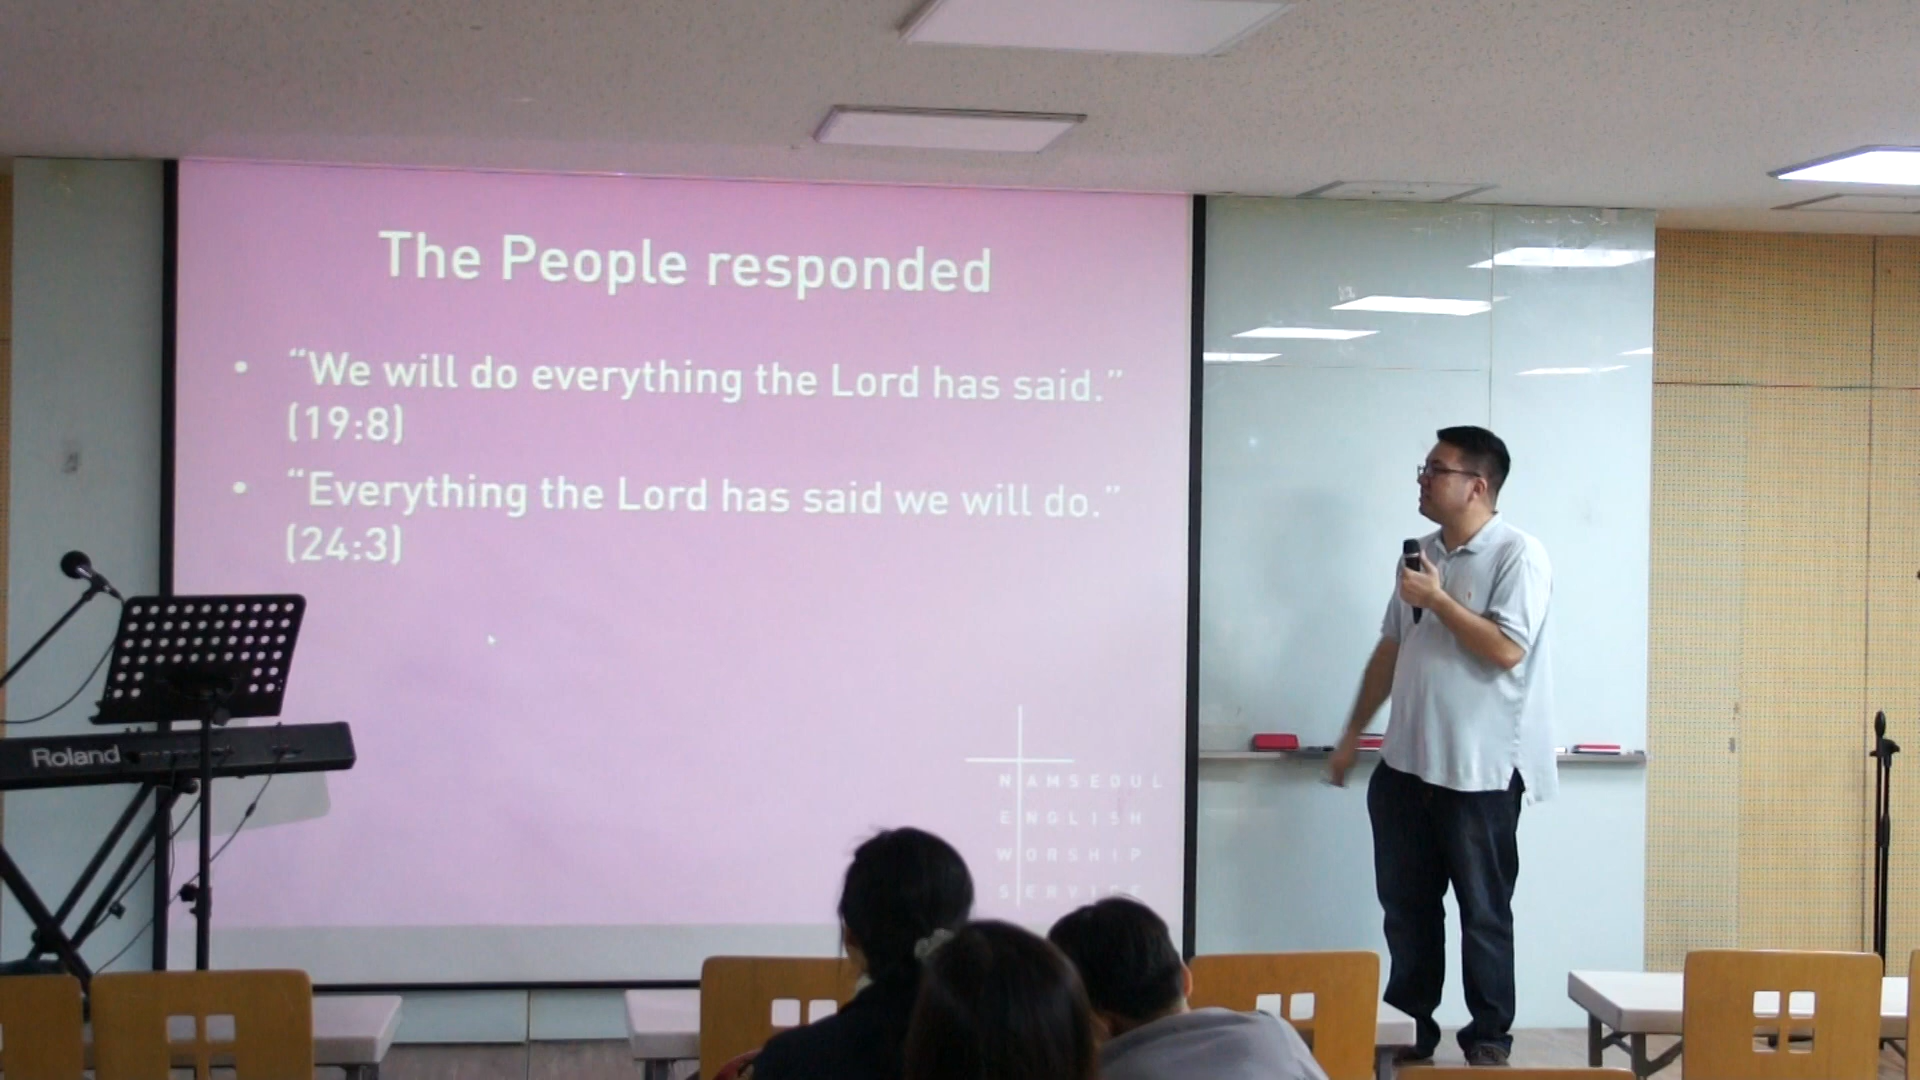 The People responded
• “We will do everything the Lord has said.”
(19:8)
• “Everything the Lord has said we will do.”
(24:3)
NAMSEOUL
ENGLISH
WORSHIP
SERVICE
Roland